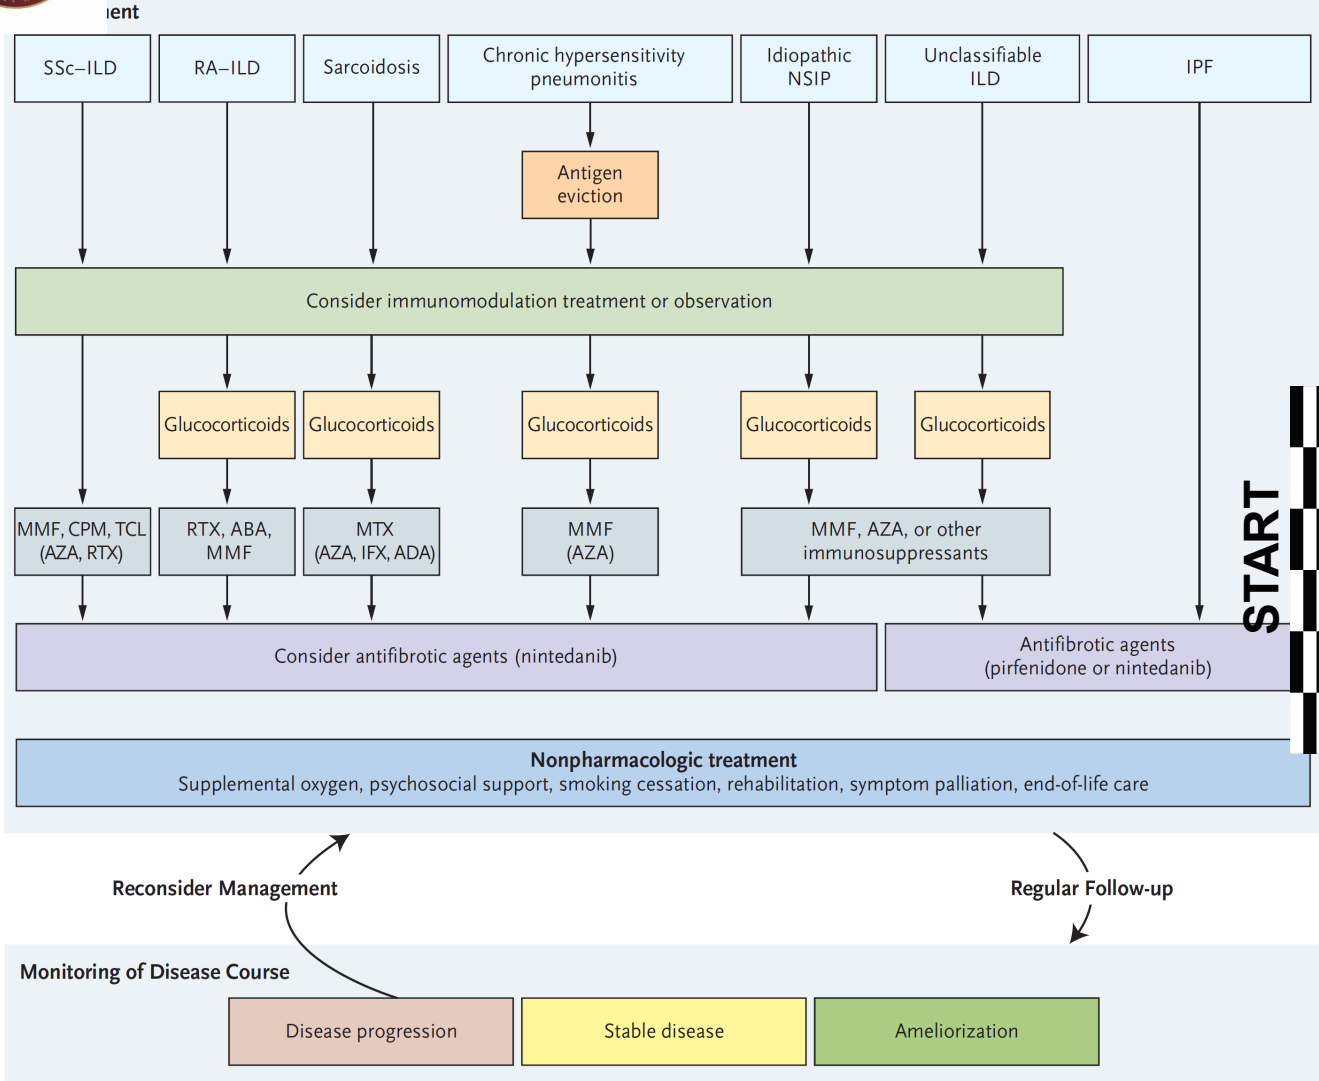 SSc–ILD
RA–ILD
Sarcoidosis
Chronic hypersensitivity
pneumonitis
Idiopathic
NSIP
Unclassifiable
ILD
IPF
Antigen
eviction
Consider immunomodulation treatment or observation
Glucocorticoids
Glucocorticoids
Glucocorticoids
Glucocorticoids
Glucocorticoids
MMF, CPM, TCL
(AZA, RTX)
RTX, ABA,
MMF
MTX
(AZA, IFX, ADA)
MMF
(AZA)
MMF, AZA, or other
immunosuppressants
START
Consider antifibrotic agents (nintedanib)
Antifibrotic agents
(pirfenidone or nintedanib)
Nonpharmacologic treatment
Supplemental oxygen, psychosocial support, smoking cessation, rehabilitation, symptom palliation, end-of-life care
Reconsider Management
Regular Follow-up
Monitoring of Disease Course
Disease progression
Stable disease
Ameliorization